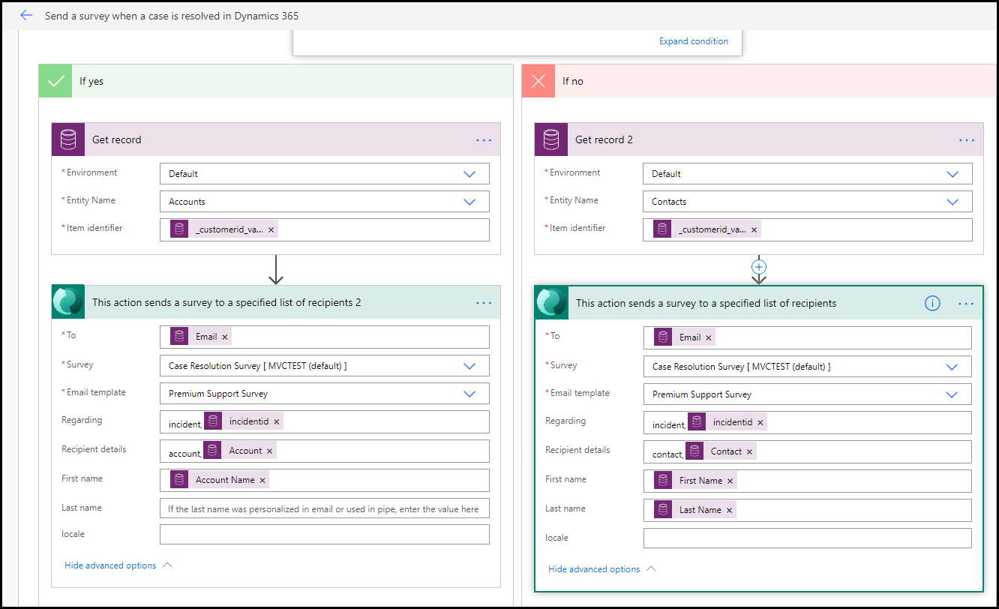 Send a survey when a case is resolved in Dynamics 365
Expand condition
If yes
Get record
* Environment
Default
* Entity Name
Accounts
* Item identifier
_customerid_va... ×
This action sends a survey to a specified list of recipients 2
* To
Email ×
* Survey
Case Resolution Survey [ MVCTEST (default) ]
* Email template
Premium Support Survey
Regarding
incident, incidentid ×
Recipient details
account, Account ×
First name
Account Name ×
Last name
If the last name was personalized in email or used in pipe, enter the value here
locale
Hide advanced options
If no
Get record 2
* Environment
Default
* Entity Name
Contacts
* Item identifier
_customerid_va... ×
This action sends a survey to a specified list of recipients
* To
Email ×
* Survey
Case Resolution Survey [ MVCTEST (default) ]
* Email template
Premium Support Survey
Regarding
incident, incidentid ×
Recipient details
contact, Contact ×
First name
First Name ×
Last name
Last Name ×
locale
Hide advanced options